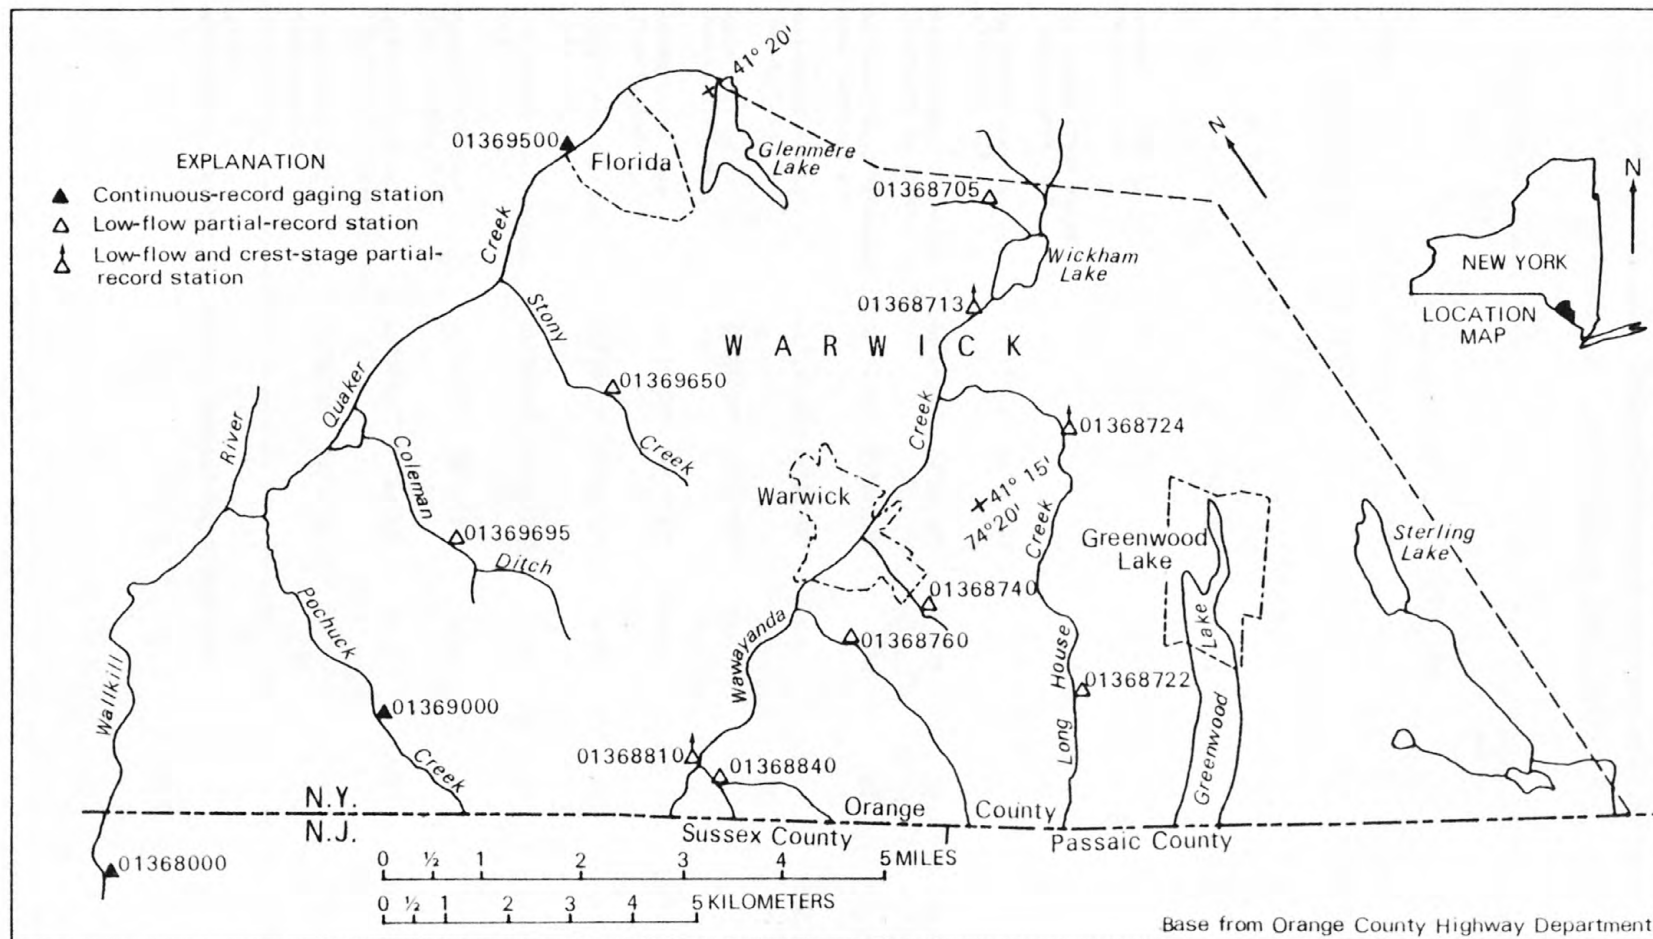 EXPLANATION
Continuous-record gaging station
Low-flow partial-record station
Low-flow and crest-stage partial-
record station
41° 20'
01369500
Florida
Glenmere
Lake
01368705
Wickham
Lake
01368713
N
N
NEW YORK
LOCATION
MAP
Creek
Stony
WARWICK
Quaker
01369650
Creek
River
Creek
01368724
Coleman
Warwick
41° 15'
74°20'
Creek
Greenwood
Lake
Sterling
Lake
01369695
Ditch
01368740
Pochuck
Wawayanda
01368760
Lake
House
Wallkill
01369000
01368722
Greenwood
Long
Creek
01368810
01368840
N.Y.
Orange County
N.J.
Sussex County
Passaic County
01368000
0 ½ 1 2 3 4 5 MILES
0 ½ 1 2 3 4 5 KILOMETERS
Base from Orange County Highway Department